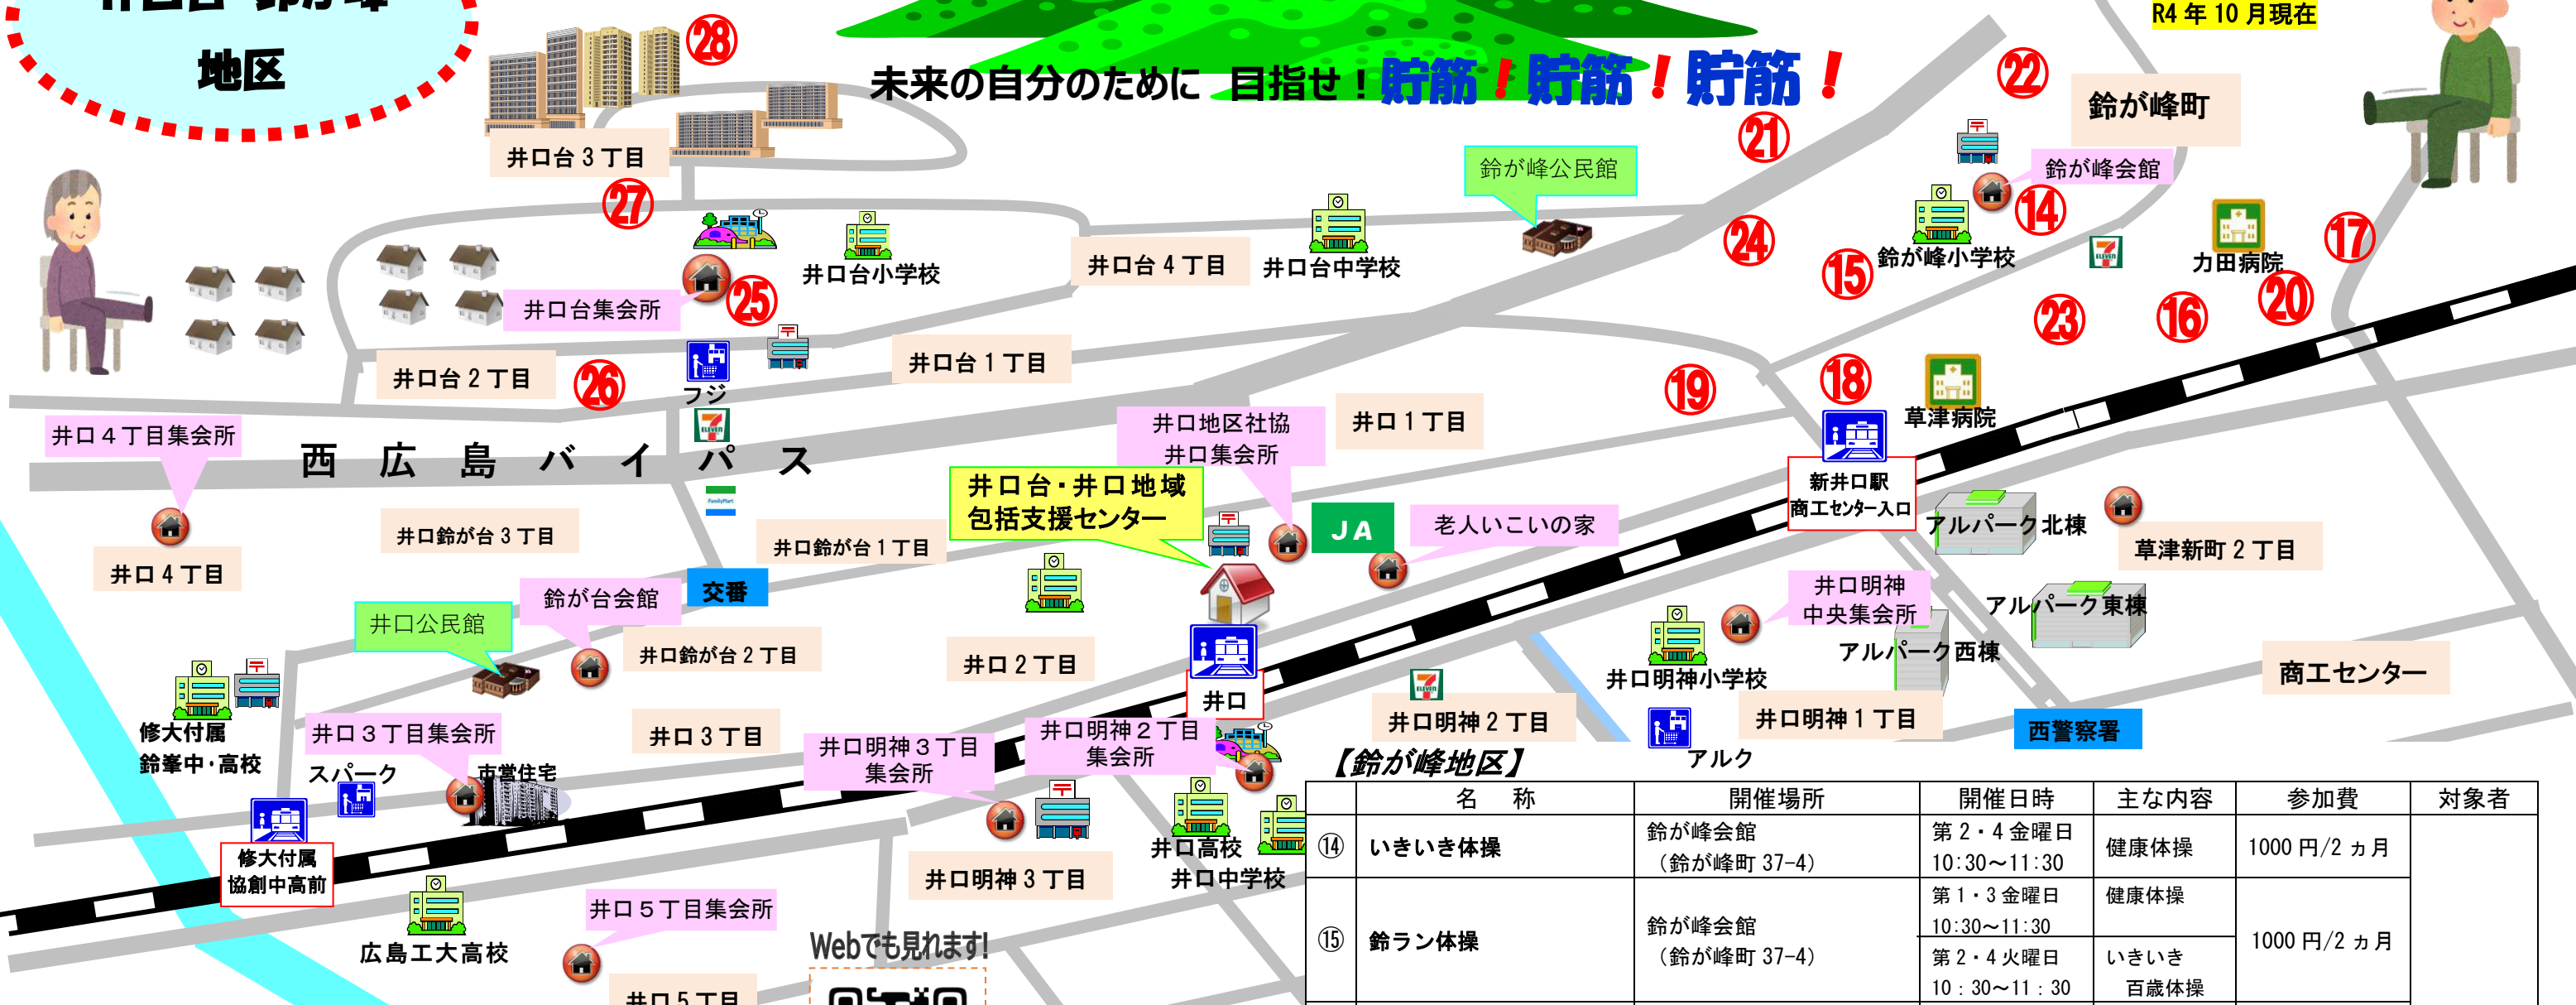 地区
R4年10月現在
未来の自分のために 目指せ！貯筋！貯筋！貯筋！
㉘
㉒
鈴が峰町
㉑
井口台3丁目
鈴が峰公民館
鈴が峰会館
㉗
⑭
井口台小学校
井口台4丁目
井口台中学校
㉔
⑮
鈴が峰小学校
力田病院
⑰
井口台集会所
㉕
㉓
⑯
⑳
井口台2丁目
㉖
フジ
井口台1丁目
⑲
⑱
草津病院
井口４丁目集会所
西広島バイパス
井口地区社協
井口集会所
井口1丁目
井口台・井口地域
包括支援センター
新井口駅
商工センター入口
FamilyMart
井口鈴が台3丁目
井口鈴が台1丁目
ＪＡ
老人いこいの家
アルパーク北棟
草津新町2丁目
井口4丁目
交番
鈴が台会館
井口公民館
井口明神
中央集会所
アルパーク東棟
井口鈴が台2丁目
井口2丁目
アルパーク西棟
井口明神小学校
商工センター
井口
井口明神2丁目
井口明神1丁目
西警察署
修大付属
鈴峯中・高校
井口３丁目集会所
井口3丁目
井口明神３丁目
集会所
井口明神２丁目
集会所
アルク
スパーク
市営住宅
修大付属
協創中高前
井口高校
井口中学校
井口明神3丁目
広島工大高校
井口５丁目集会所
井口5丁目
Webでも見れます!
【鈴が峰地区】
名　称 開催場所 開催日時 主な内容 参加費 対象者
⑭ いきいき体操 鈴が峰会館 第2・4金曜日 健康体操 1000円/2ヵ月
（鈴が峰町37-4） 10:30～11:30
⑮ 鈴ラン体操 鈴が峰会館 第1・3金曜日 健康体操 1000円/2ヵ月
（鈴が峰町37-4） 10:30～11:30
第2・4火曜日 いきいき
10：30～11：30 百歳体操